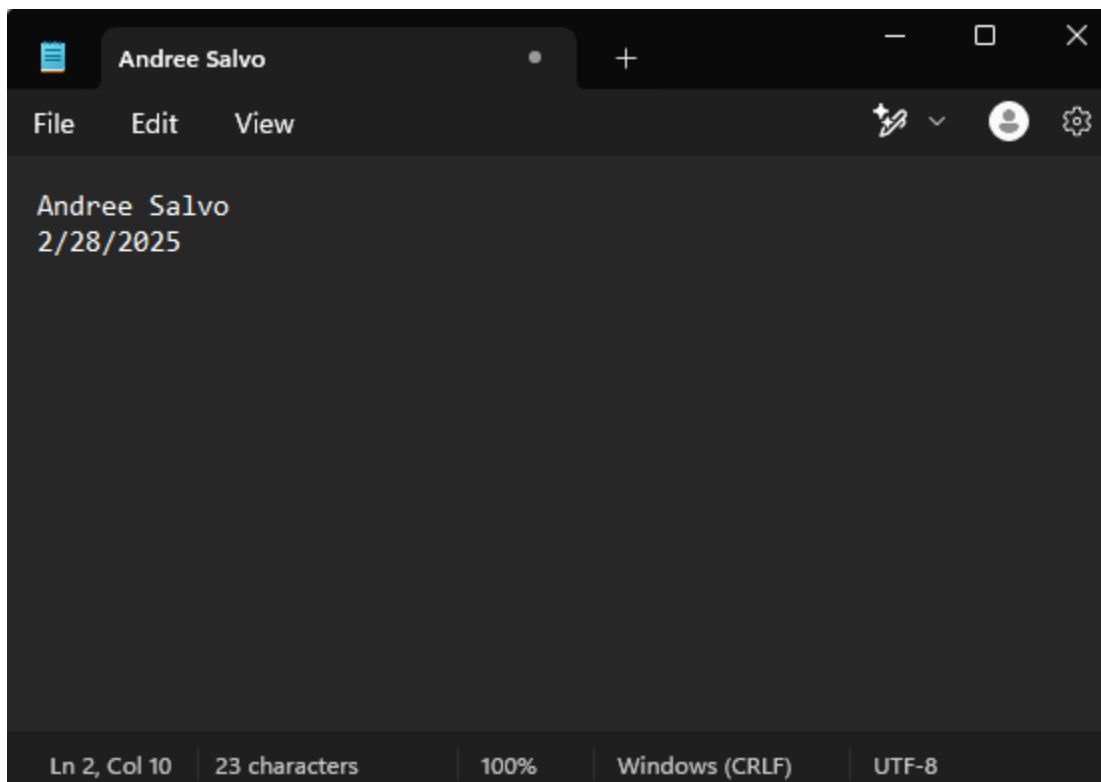 Andree Salvo
File Edit View
Andree Salvo
2/28/2025
Ln 2, Col 10 23 characters 100% Windows (CRLF) UTF-8